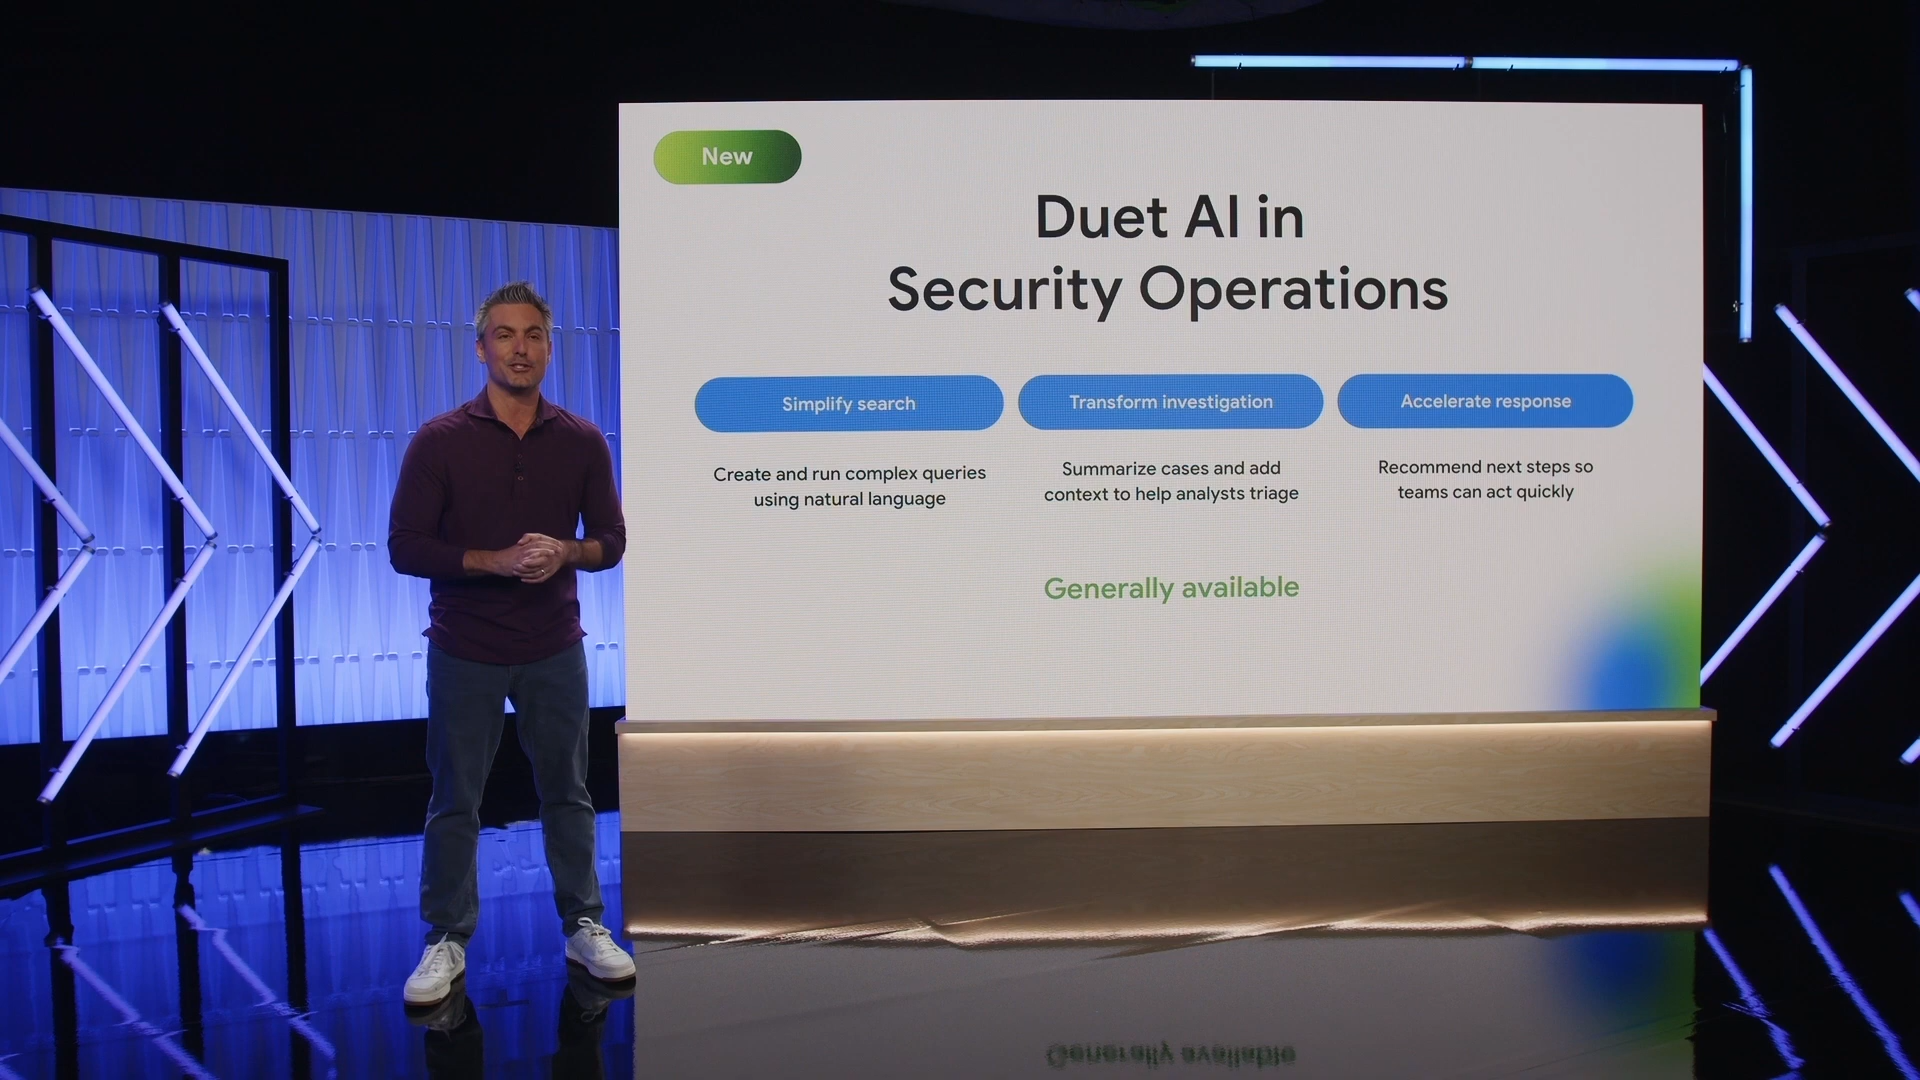 New
Duet AI in
Security Operations
Simplify search
Create and run complex queries
using natural language
Transform investigation
Summarize cases and add
context to help analysts triage
Accelerate response
Recommend next steps so
teams can act quickly
Generally available